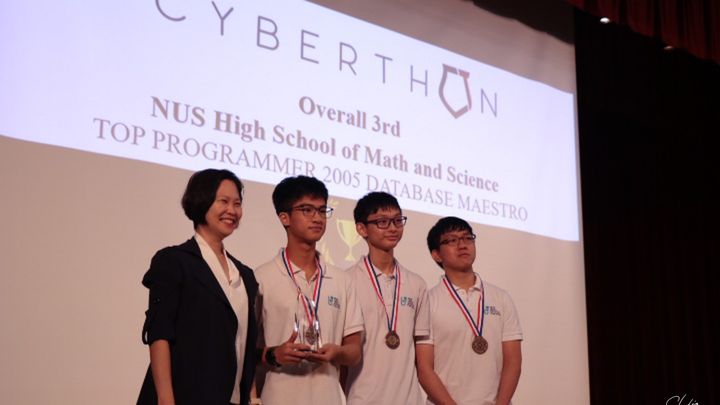 CYBERTHON
Overall 3rd
NUS High School of Math and Science
TOP PROGRAMMER 2005 DATABASE MAESTRO